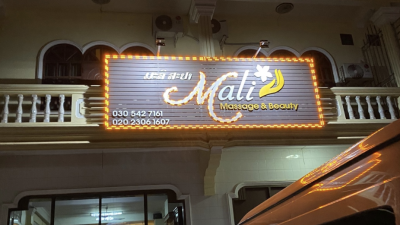 Mali
Massage & Beauty
030 542 7161
020 2306 1607